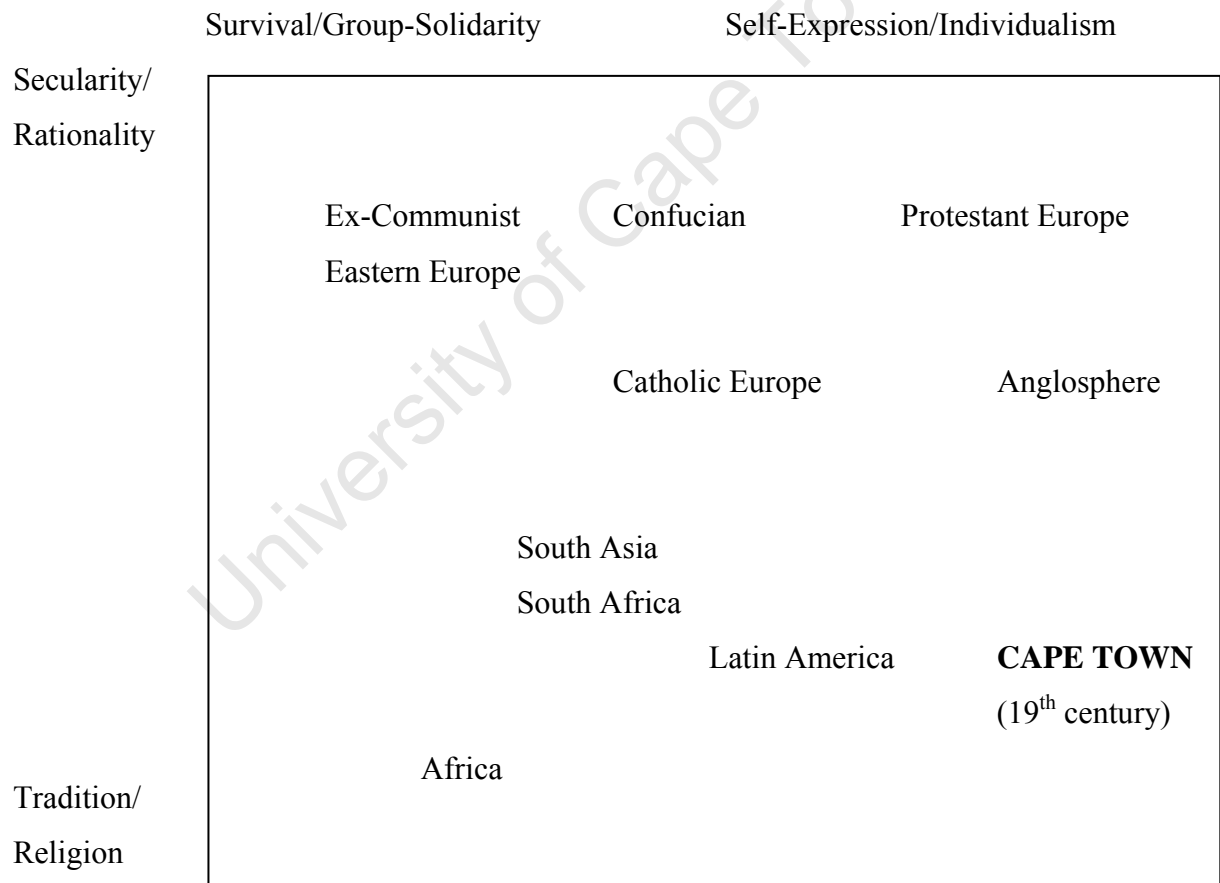 Survival/Group-Solidarity Self-Expression/Individualism
Secularity/
Rationality
Ex-Communist Confucian Protestant Europe
Eastern Europe
Catholic Europe Anglosphere
South Asia
South Africa
Latin America CAPE TOWN
(19th century)
Africa
Tradition/
Religion
University of Cape To